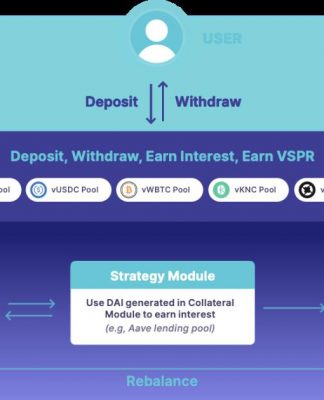 USER
Deposit
Withdraw
Deposit, Withdraw, Earn Interest, Earn VSPR
ool
vUSDC Pool
vWBTC Pool
vKNC Pool
v
Strategy Module
Use DAI generated in Collateral
Module to earn interest
(e.g, Aave lending pool)
Rebalance